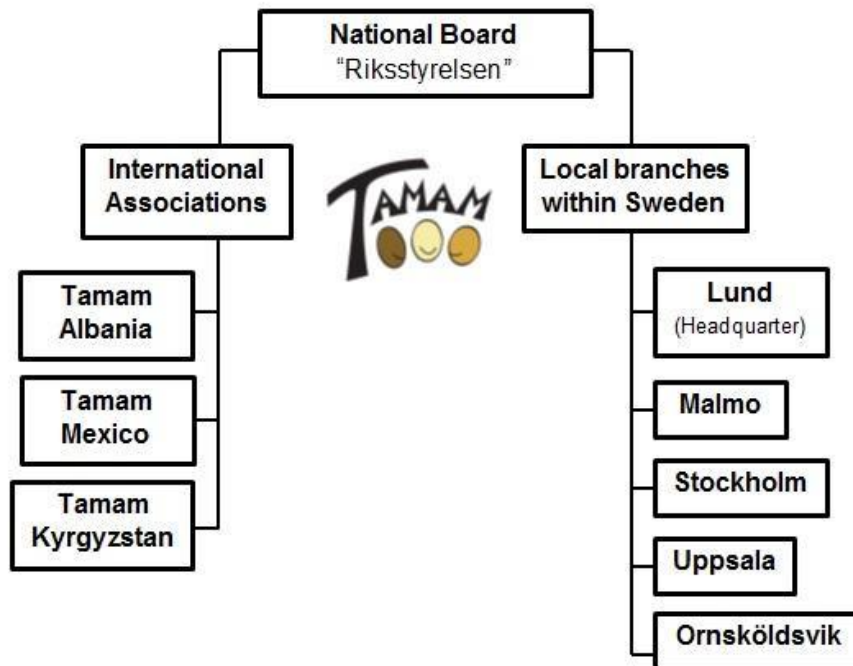 National Board
“Riksstyrelsen”
International
Associations
TAMAM
Local branches
within Sweden
Tamam
Albania
Tamam
Mexico
Tamam
Kyrgyzstan
Lund
(Headquarter)
Malmo
Stockholm
Uppsala
Ornsköldsvik